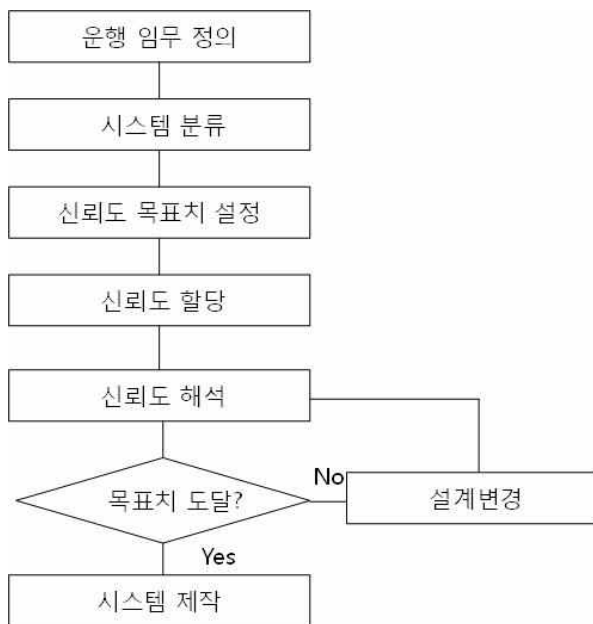 운행 임무 정의
시스템 분류
신뢰도 목표치 설정
신뢰도 할당
신뢰도 해석
목표치 도달?
No
설계변경
Yes
시스템 제작